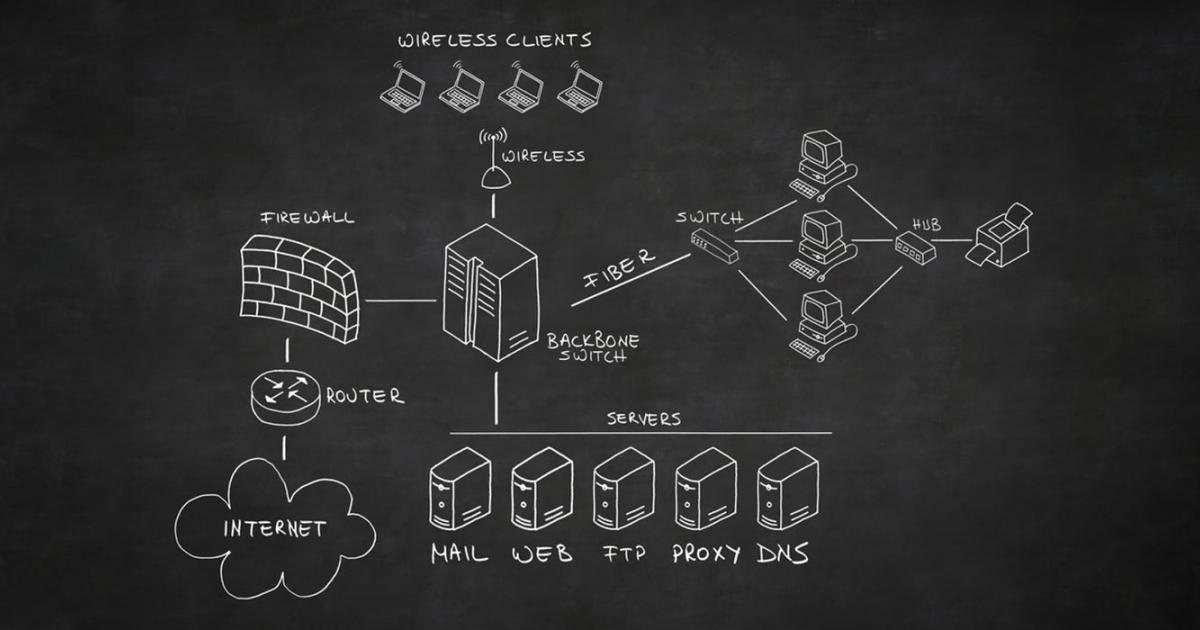 WIRELESS CLIENTS
WIRELESS
FIREWALL
SWITCH
HUB
FIBER
BACKBONE
SWITCH
ROUTER
SERVERS
INTERNET
MAIL WEB FTP PROXY DNS